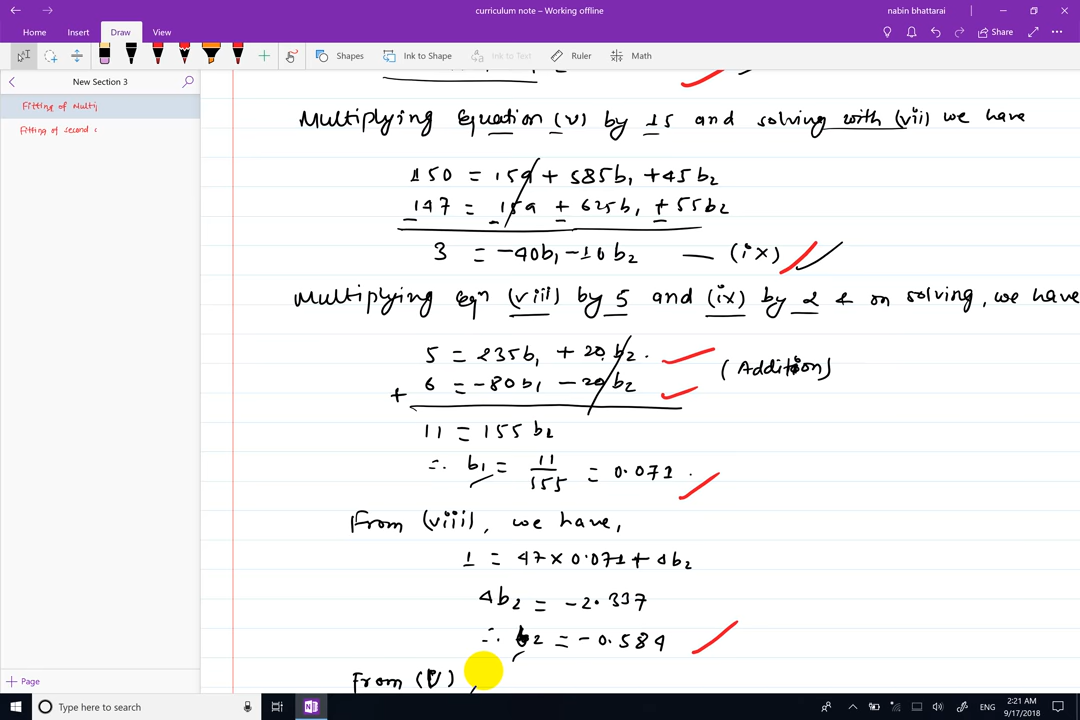 curriculum note – Working offline
nabin bhattarai
Home Insert Draw View
Share
Shapes Ink to Shape Ink to Text Ruler Math
New Section 3
Fitting of Multi
Fitting of second
Multiplying Equation (v) by 15 and solving with (vii) we have
150 = 15a + 585b1 + 45b2
147 = 15a + 625b1 + 55b2
3 = -40b1 - 10b2 — (ix)
Multiplying Eqn (viii) by 5 and (ix) by 2 & on solving, we have
5 = 235b1 + 20b2 .
+ 6 = -80b1 - 20b2
(Addition)
11 = 155 b2
∴ b1 = 11/155 = 0.071 .
From (viii), we have,
1 = 47 x 0.071 + 4b2
4b2 = -2.337
∴ b2 = -0.584
From (V) ,
Page
Type here to search
ENG
2:21 AM
9/17/2018